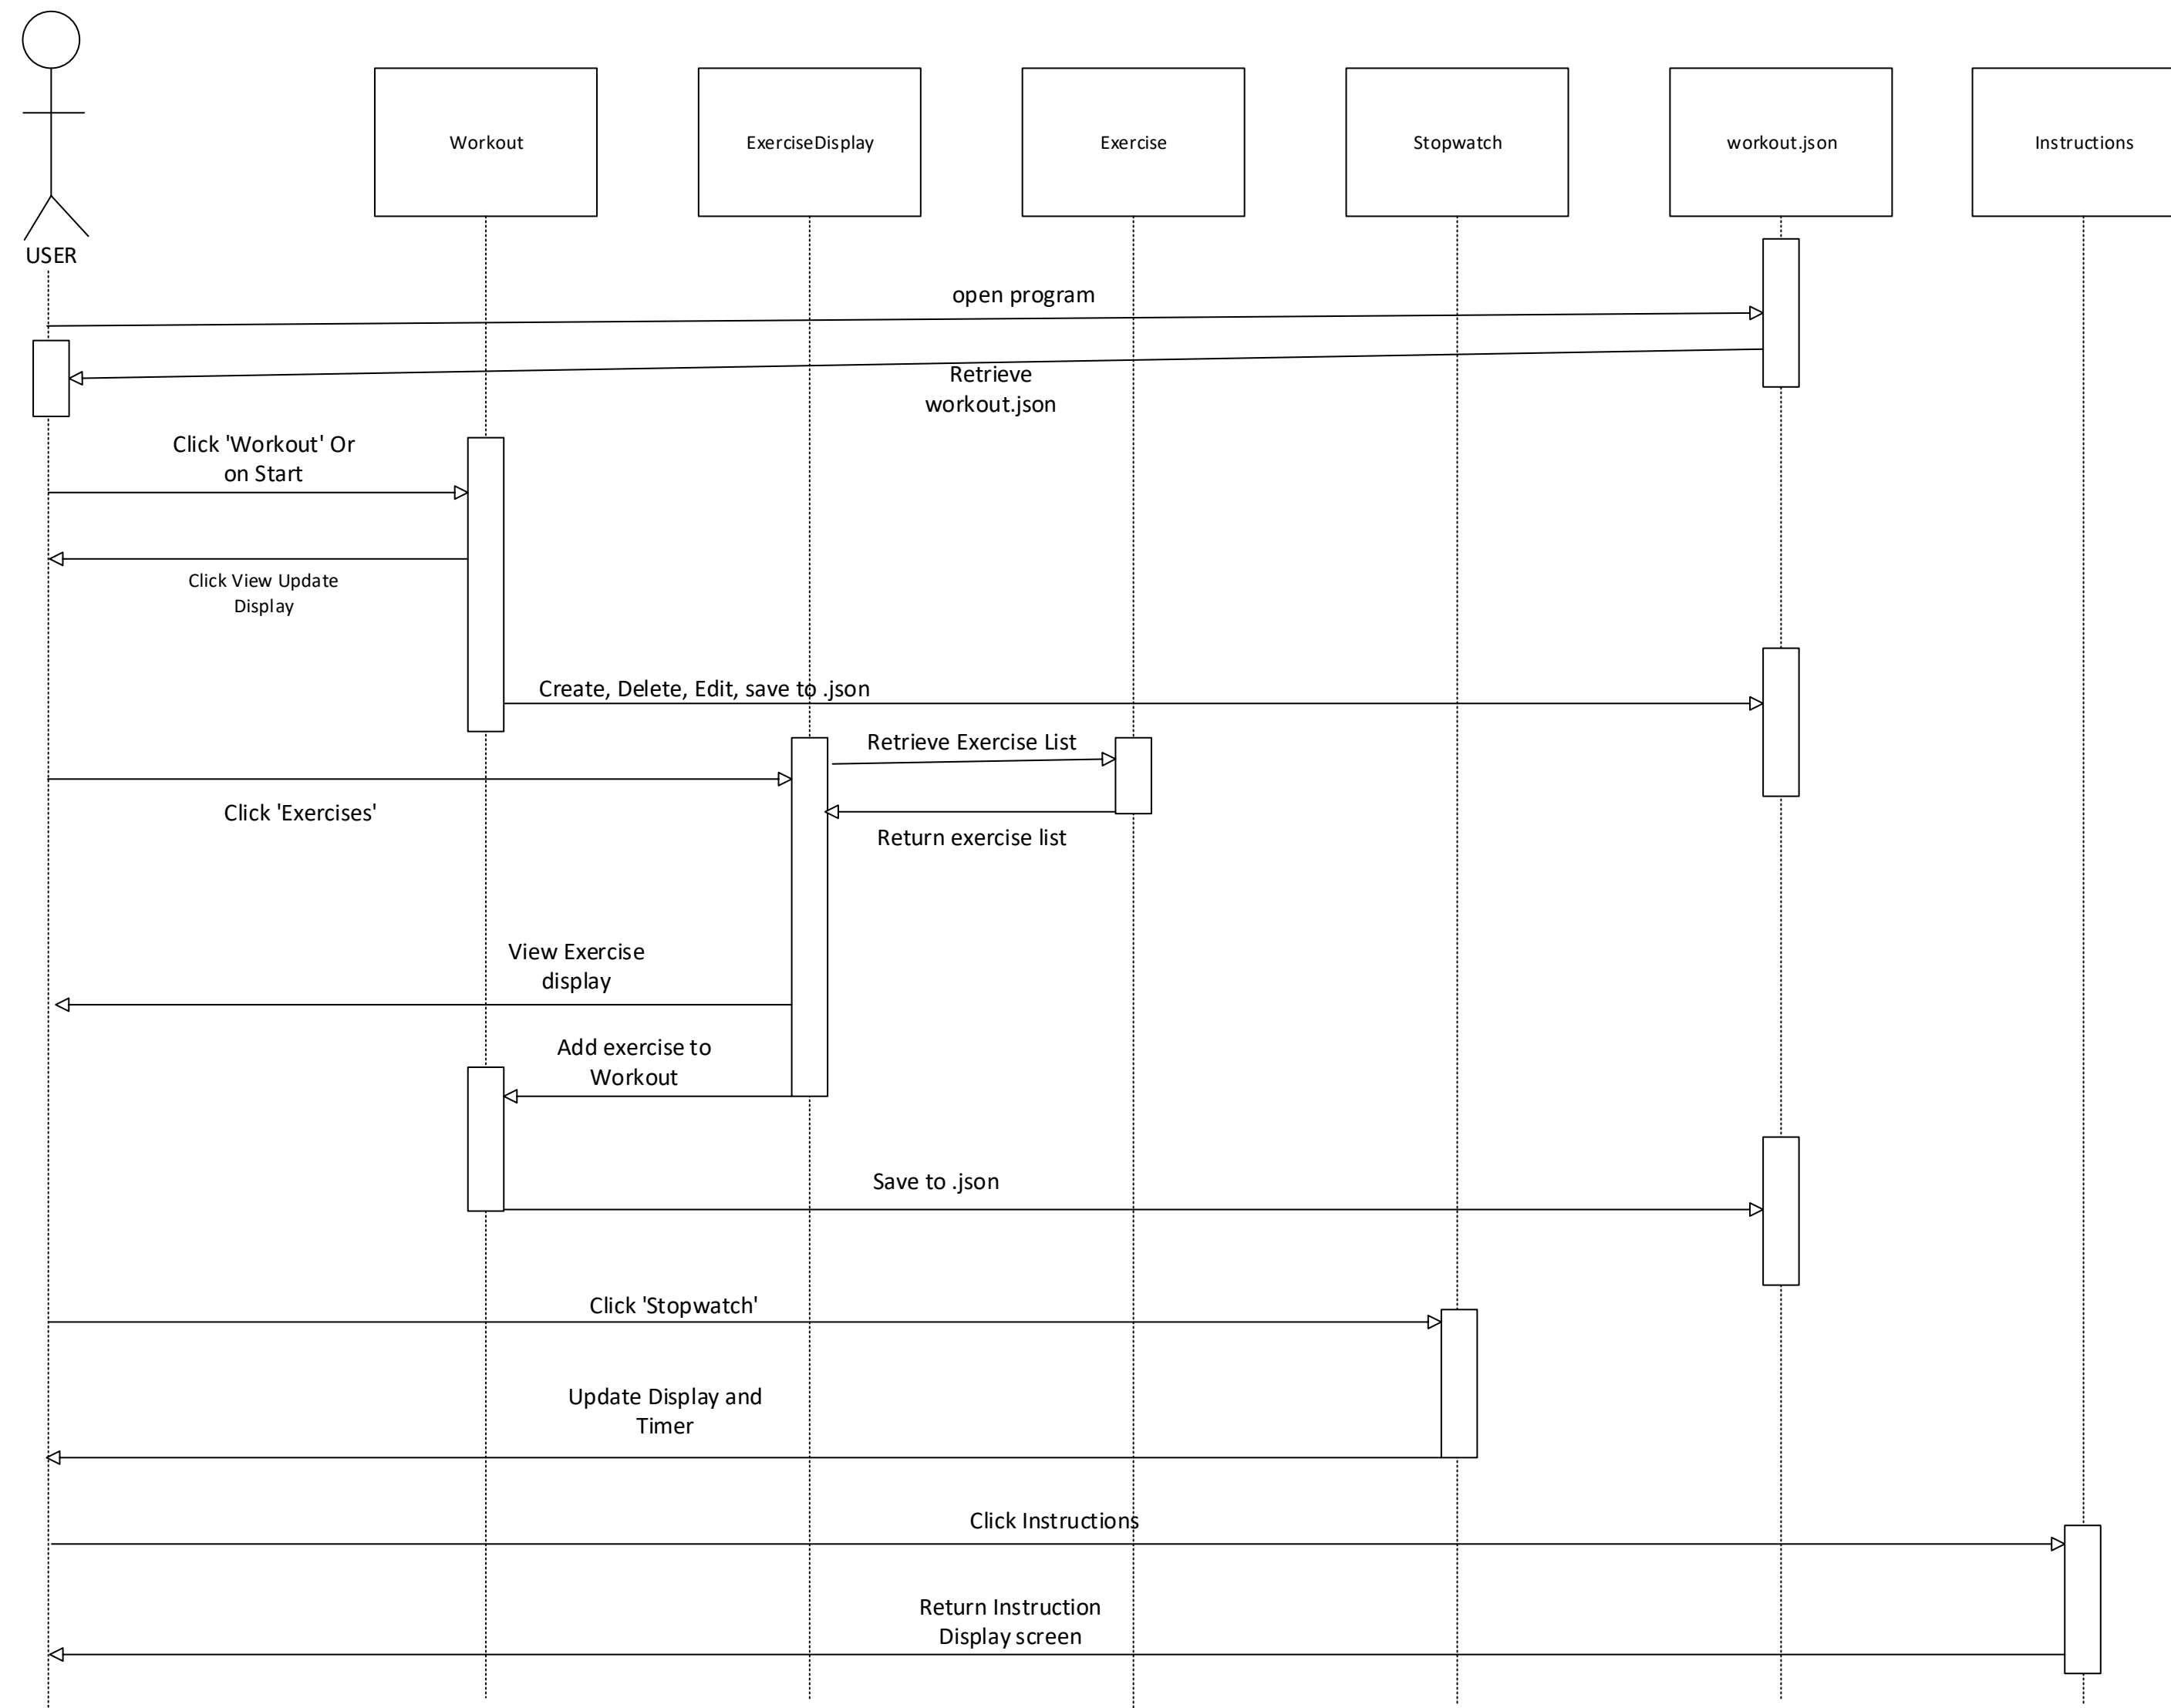 Workout
ExerciseDisplay
Exercise
Stopwatch
workout.json
Instructions
USER
open program
Retrieve
workout.json
Click 'Workout' Or
on Start
Click View Update
Display
Create, Delete, Edit, save to .json
Retrieve Exercise List
Click 'Exercises'
Return exercise list
View Exercise
display
Add exercise to
Workout
Save to .json
Click 'Stopwatch'
Update Display and
Timer
Click Instructions
Return Instruction
Display screen